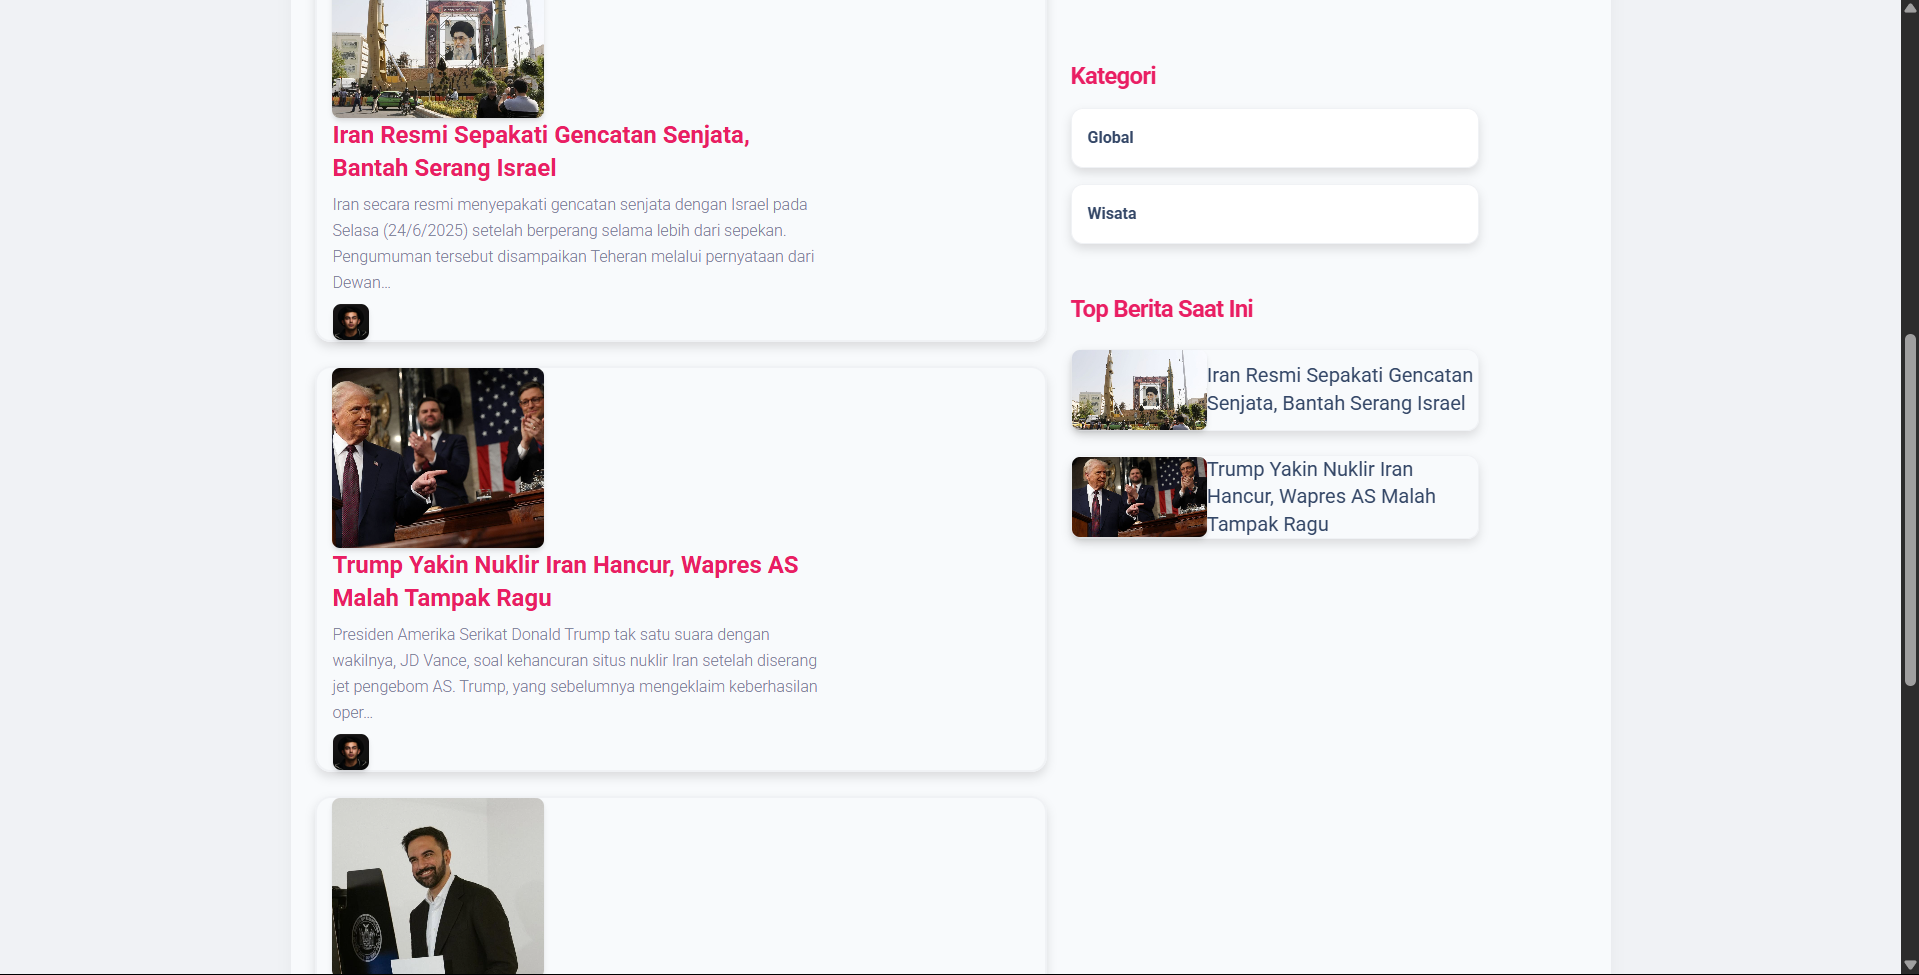 Iran Resmi Sepakati Gencatan Senjata,
Bantah Serang Israel
Iran secara resmi menyepakati gencatan senjata dengan Israel pada
Selasa (24/6/2025) setelah berperang selama lebih dari sepekan.
Pengumuman tersebut disampaikan Teheran melalui pernyataan dari
Dewan...
Trump Yakin Nuklir Iran Hancur, Wapres AS
Malah Tampak Ragu
Presiden Amerika Serikat Donald Trump tak satu suara dengan
wakilnya, JD Vance, soal kehancuran situs nuklir Iran setelah diserang
jet pengebom AS. Trump, yang sebelumnya mengeklaim keberhasilan
oper...
Kategori
Global
Wisata
Top Berita Saat Ini
Iran Resmi Sepakati Gencatan
Senjata, Bantah Serang Israel
Trump Yakin Nuklir Iran
Hancur, Wapres AS Malah
Tampak Ragu